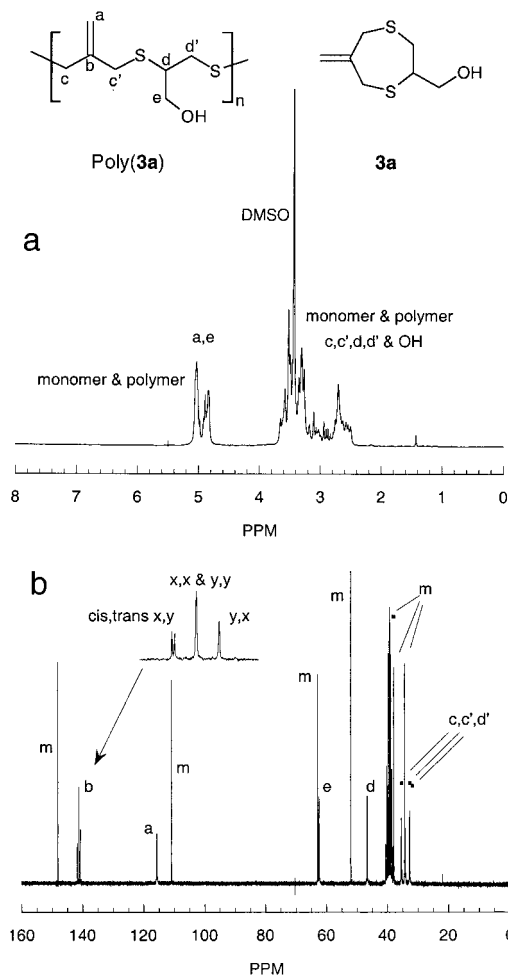 a
S
d
d'
b
S
c
c'
e
n
OH
Poly(3a)
S
S
OH
3a
a
DMSO
monomer & polymer
c,c',d,d' & OH
a,e
monomer & polymer
8 7 6 5 4 3 2 1 0
PPM
b
x,x & y,y
cis,trans x,y
y,x
m
m
m
m
m
c,c',d'
b
a
e
d
160 140 120 100 80 60 40 20 0
PPM